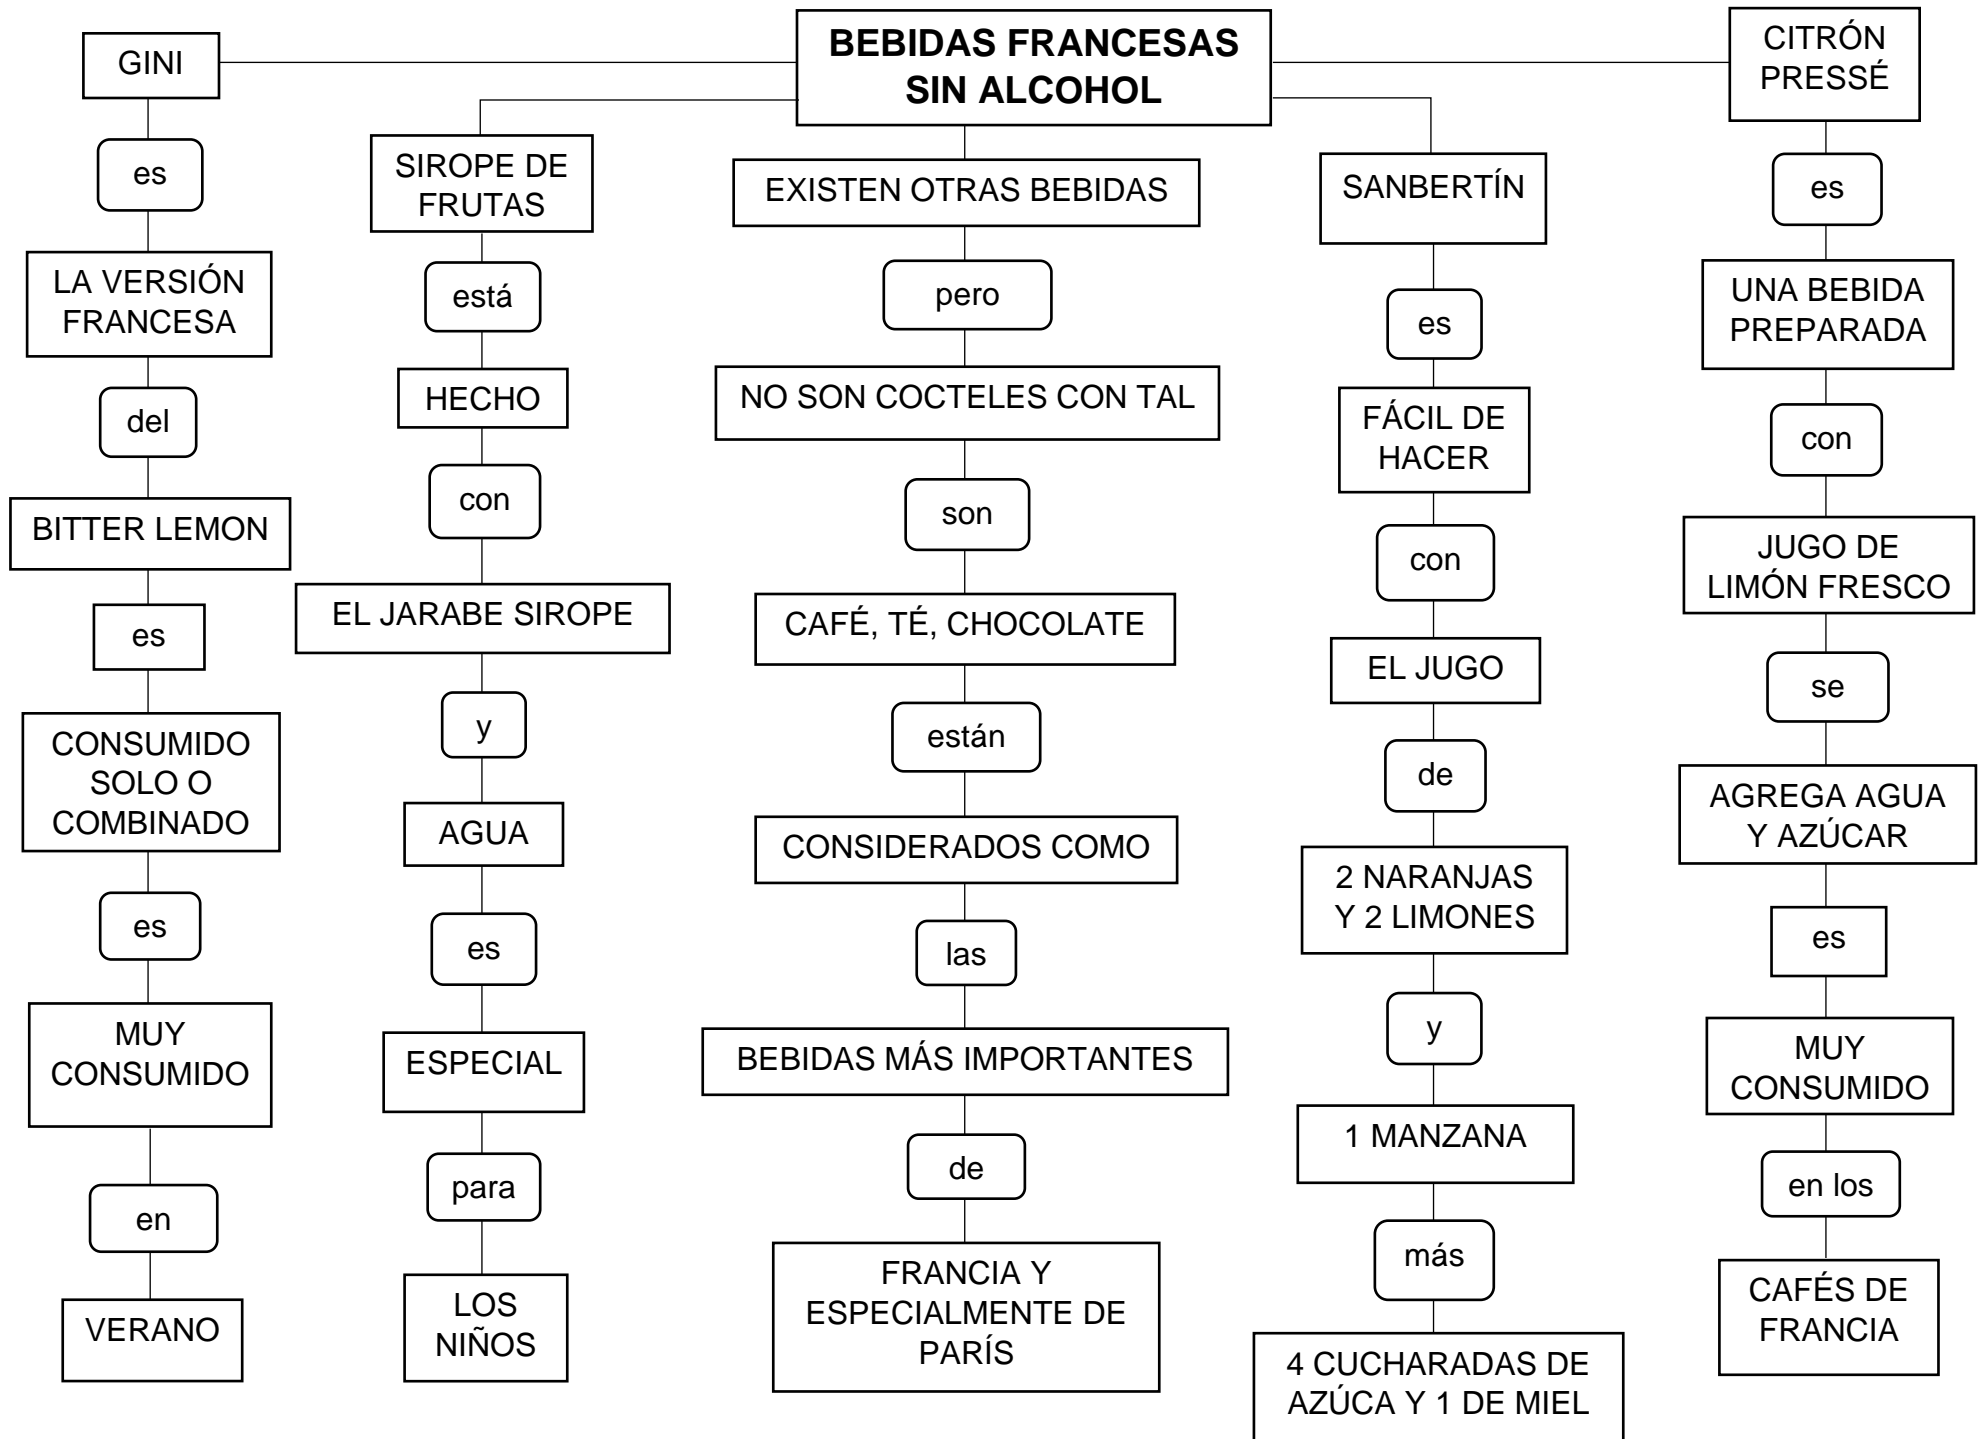 BEBIDAS FRANCESAS
SIN ALCOHOL
GINI
es
LA VERSIÓN
FRANCESA
del
BITTER LEMON
es
CONSUMIDO
SOLO O
COMBINADO
es
MUY
CONSUMIDO
en
VERANO
SIROPE DE
FRUTAS
está
HECHO
con
EL JARABE SIROPE
y
AGUA
es
ESPECIAL
para
LOS
NIÑOS
EXISTEN OTRAS BEBIDAS
pero
NO SON COCTELES CON TAL
son
CAFÉ, TÉ, CHOCOLATE
están
CONSIDERADOS COMO
las
BEBIDAS MÁS IMPORTANTES
de
FRANCIA Y
ESPECIALMENTE DE
PARÍS
SANBERTÍN
es
FÁCIL DE
HACER
con
EL JUGO
de
2 NARANJAS
Y 2 LIMONES
y
1 MANZANA
más
4 CUCHARADAS DE
AZÚCA Y 1 DE MIEL
CITRÓN
PRESSÉ
es
UNA BEBIDA
PREPARADA
con
JUGO DE
LIMÓN FRESCO
se
AGREGA AGUA
Y AZÚCAR
es
MUY
CONSUMIDO
en los
CAFÉS DE
FRANCIA